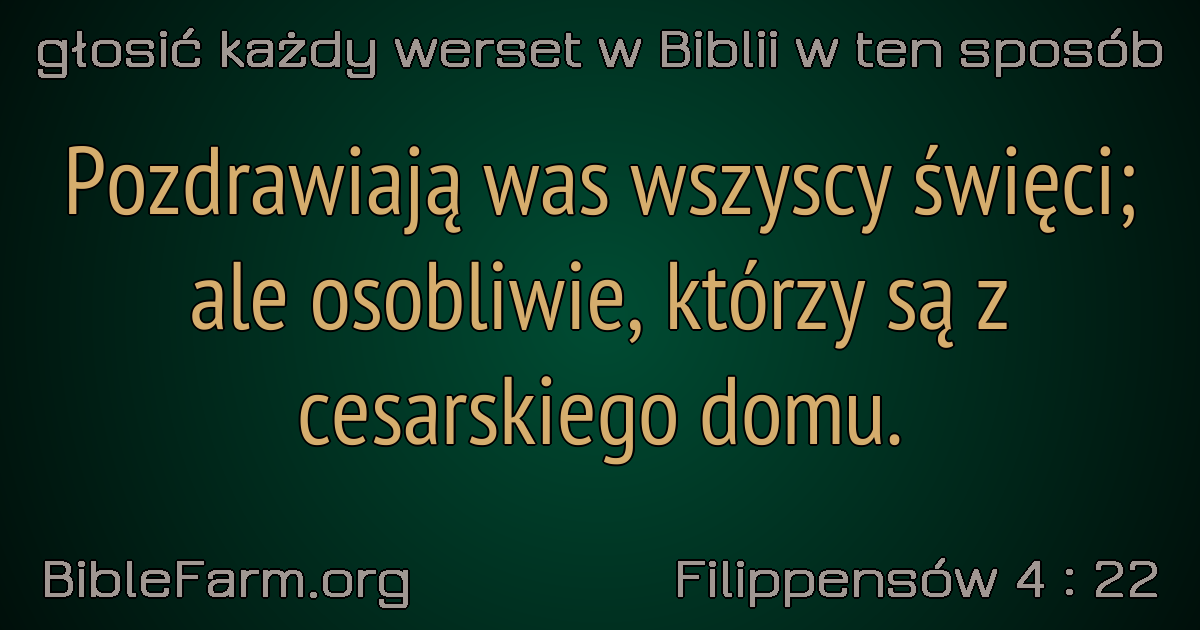 głosić każdy werset w Biblii w ten sposób
Pozdrawiają was wszyscy święci;
ale osobliwie, którzy są z
cesarskiego domu.
BibleFarm.org
Filippensów 4 : 22